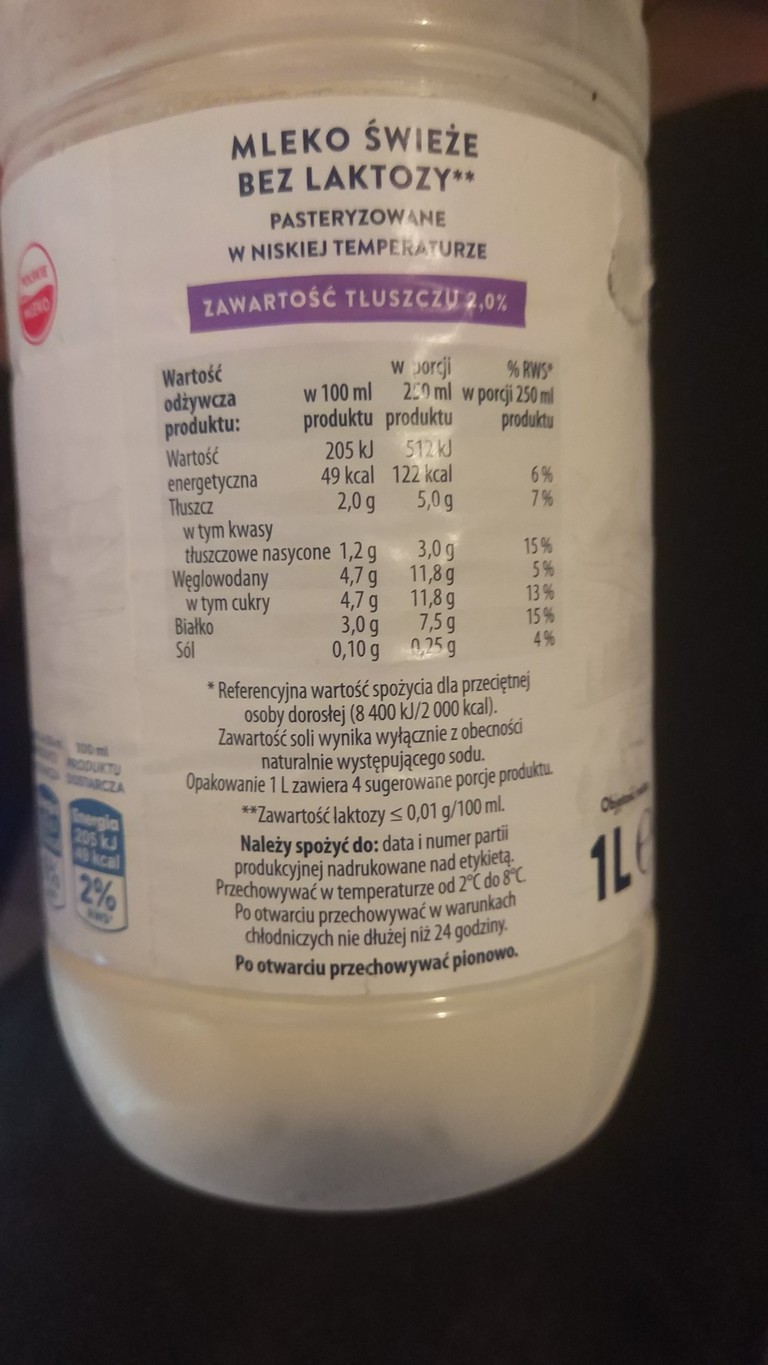 MLEKO ŚWIEŻE
BEZ LAKTOZY**
PASTERYZOWANE
W NISKIEJ TEMPERATURZE
ZAWARTOŚĆ TŁUSZCZU 2,0%
POLSKIE
MLEKO
Wartość odżywcza produktu: w 100 ml produktu w porcji 250 ml produktu % RWS* w porcji 250 ml produktu
Wartość 205 kJ 512 kJ
energetyczna 49 kcal 122 kcal 6%
Tłuszcz 2,0 g 5,0 g 7%
w tym kwasy
tłuszczowe nasycone 1,2 g 3,0 g 15%
Węglowodany 4,7 g 11,8 g 5%
w tym cukry 4,7 g 11,8 g 13%
Białko 3,0 g 7,5 g 15%
Sól 0,10 g 0,25 g 4%
* Referencyjna wartość spożycia dla przeciętnej
osoby dorosłej (8 400 kJ/2 000 kcal).
Zawartość soli wynika wyłącznie z obecności
naturalnie występującego sodu.
Opakowanie 1 L zawiera 4 sugerowane porcje produktu.
**Zawartość laktozy ≤ 0,01 g/100 ml.
Należy spożyć do: data i numer partii
produkcyjnej nadrukowane nad etykietą.
Przechowywać w temperaturze od 2°C do 8°C.
Po otwarciu przechowywać w warunkach
chłodniczych nie dłużej niż 24 godziny.
Po otwarciu przechowywać pionowo.
100 ml
PRODUKTU
DOSTARCZA
Energia
205 kJ
49 kcal
2%
RWS*
Objętość
1L e